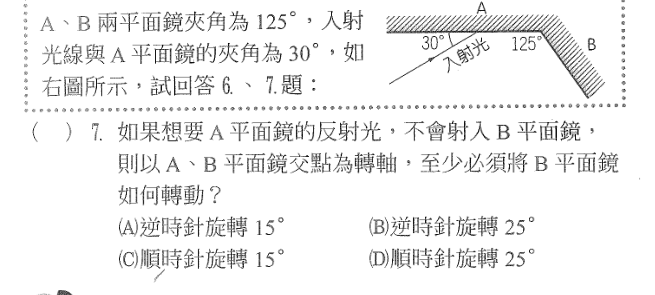 A、B 兩平面鏡夾角為 125°，入射
光線與 A 平面鏡的夾角為 30°，如
右圖所示，試回答 6.、7.題：
A
30°
入射光
125°
B
(　) 7. 如果想要 A 平面鏡的反射光，不會射入 B 平面鏡，
則以 A、B 平面鏡交點為轉軸，至少必須將 B 平面鏡
如何轉動？
(A)逆時針旋轉 15°　(B)逆時針旋轉 25°
(C)順時針旋轉 15°　(D)順時針旋轉 25°